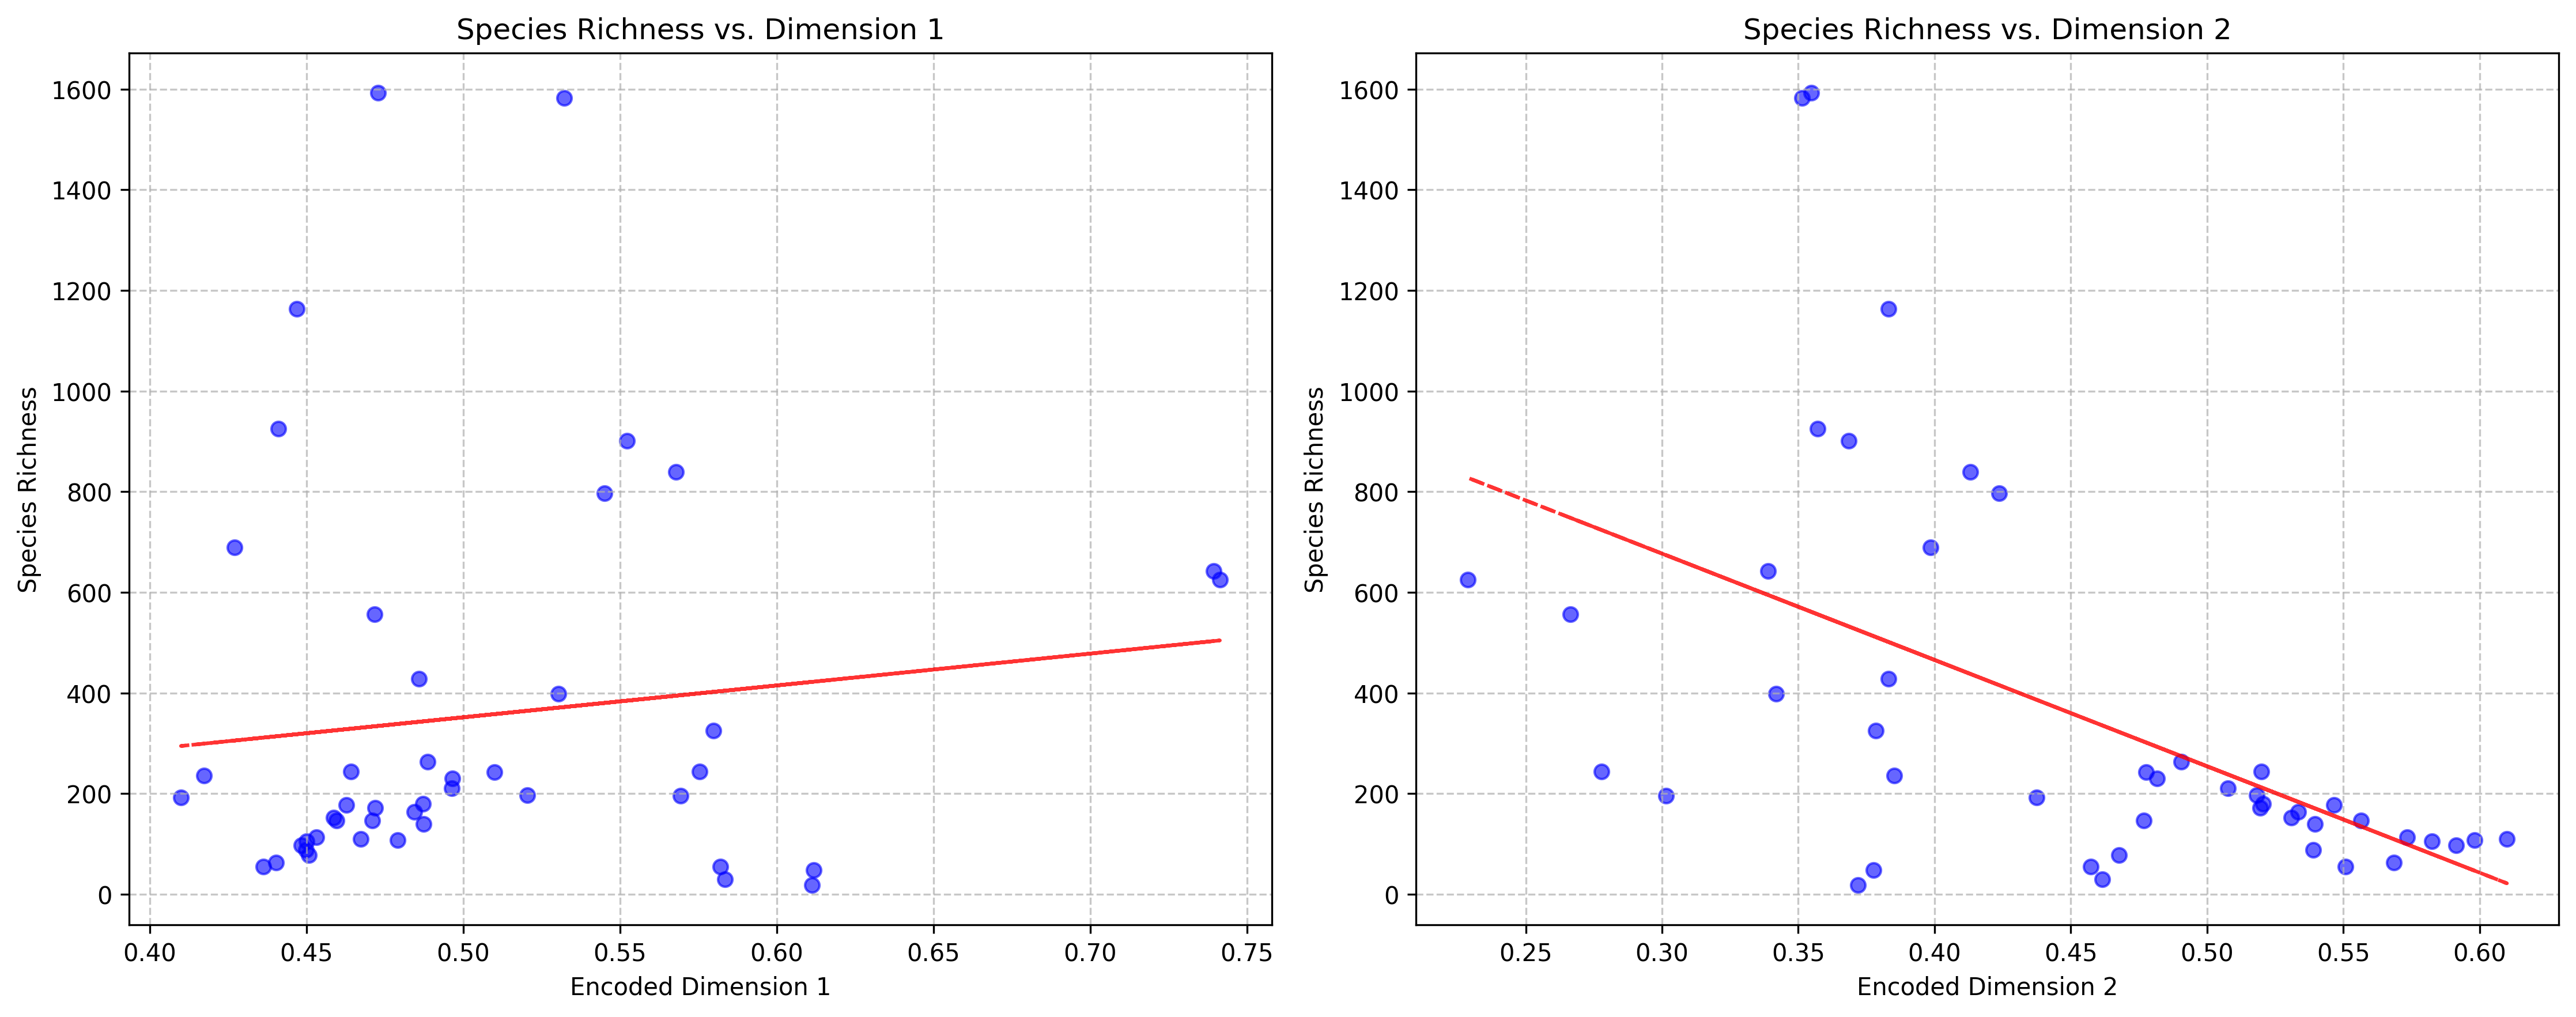 Species Richness vs. Dimension 1
1600
1400
1200
1000
800
600
400
200
0
Species Richness
0.40 0.45 0.50 0.55 0.60 0.65 0.70 0.75
Encoded Dimension 1
Species Richness vs. Dimension 2
1600
1400
1200
1000
800
600
400
200
0
Species Richness
0.25 0.30 0.35 0.40 0.45 0.50 0.55 0.60
Encoded Dimension 2